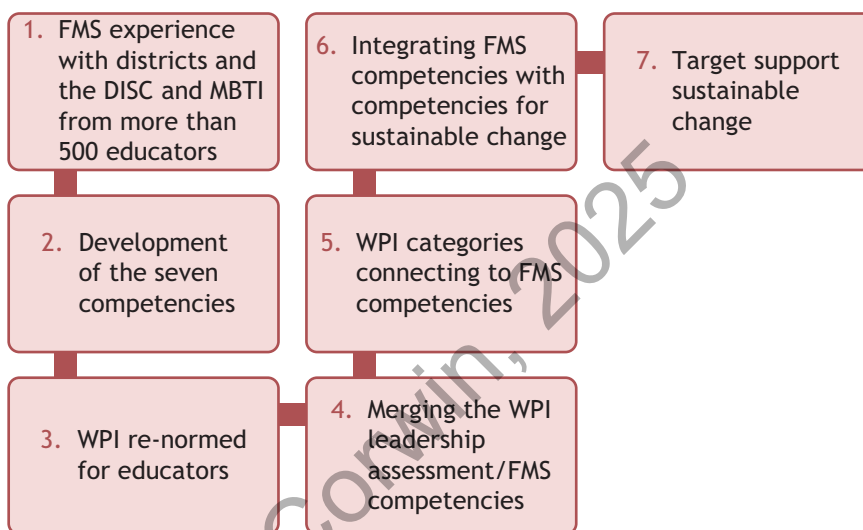 1. FMS experience
with districts and
the DISC and MBTI
from more than
500 educators
2. Development
of the seven
competencies
3. WPI re-normed
for educators
4. Merging the WPI
leadership
assessment/FMS
competencies
5. WPI categories
connecting to FMS
competencies
6. Integrating FMS
competencies with
competencies for
sustainable change
7. Target support
sustainable
change
Corwin, 2025